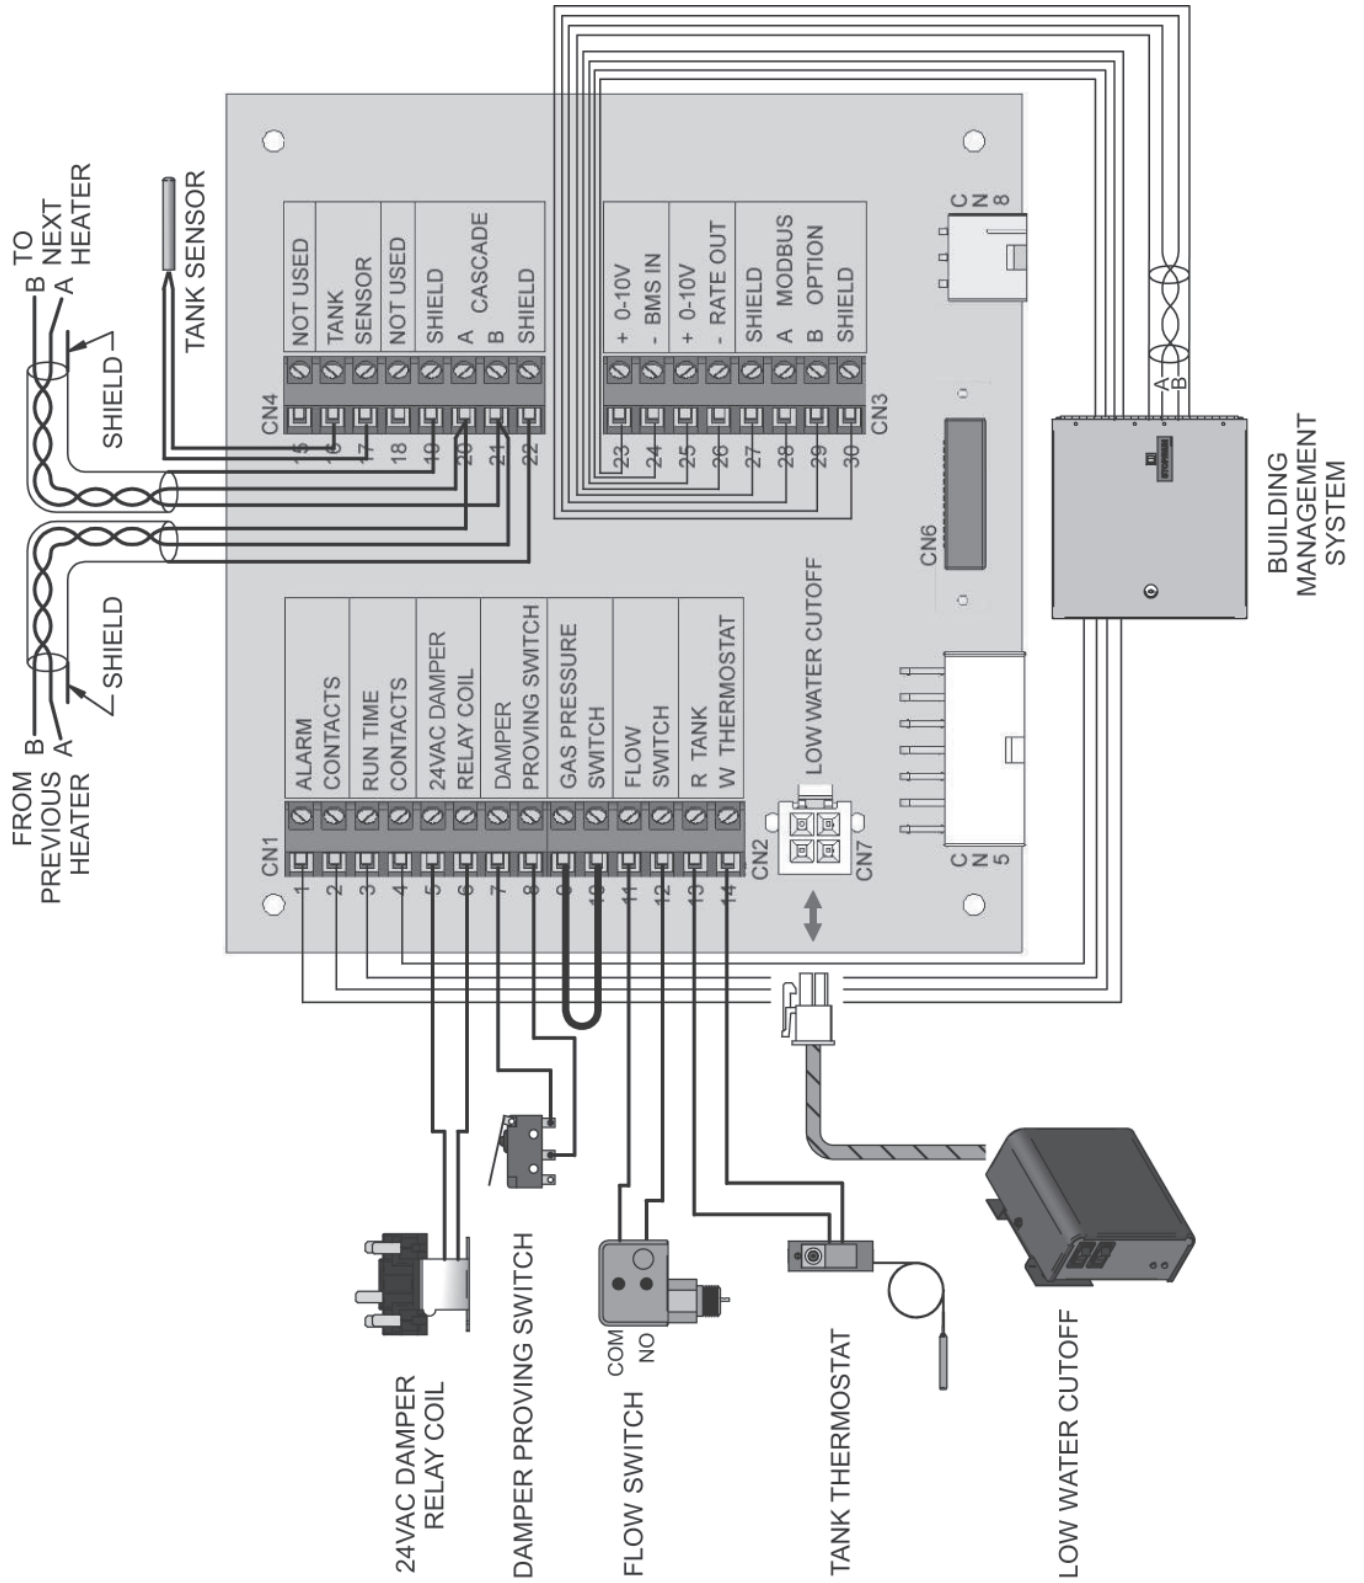 FROM
PREVIOUS
HEATER
B
A
SHIELD
B
A
TO
NEXT
HEATER
SHIELD
TANK SENSOR
CN1
1
2
3
4
5
6
7
8
9
10
11
12
13
14
ALARM
CONTACTS
RUN TIME
CONTACTS
24VAC DAMPER
RELAY COIL
DAMPER
PROVING SWITCH
GAS PRESSURE
SWITCH
FLOW
SWITCH
R TANK
W THERMOSTAT
CN2
CN7
LOW WATER CUTOFF
CN4
15
16
17
18
19
20
21
22
NOT USED
TANK
SENSOR
NOT USED
SHIELD
A CASCADE
B
SHIELD
23
24
25
26
27
28
29
30
CN3
+ 0-10V
- BMS IN
+ 0-10V
- RATE OUT
SHIELD
A MODBUS
B OPTION
SHIELD
CN5
CN6
CN8
A
B
BUILDING
MANAGEMENT
SYSTEM
24VAC DAMPER
RELAY COIL
DAMPER PROVING SWITCH
FLOW SWITCH
COM
NO
TANK THERMOSTAT
LOW WATER CUTOFF